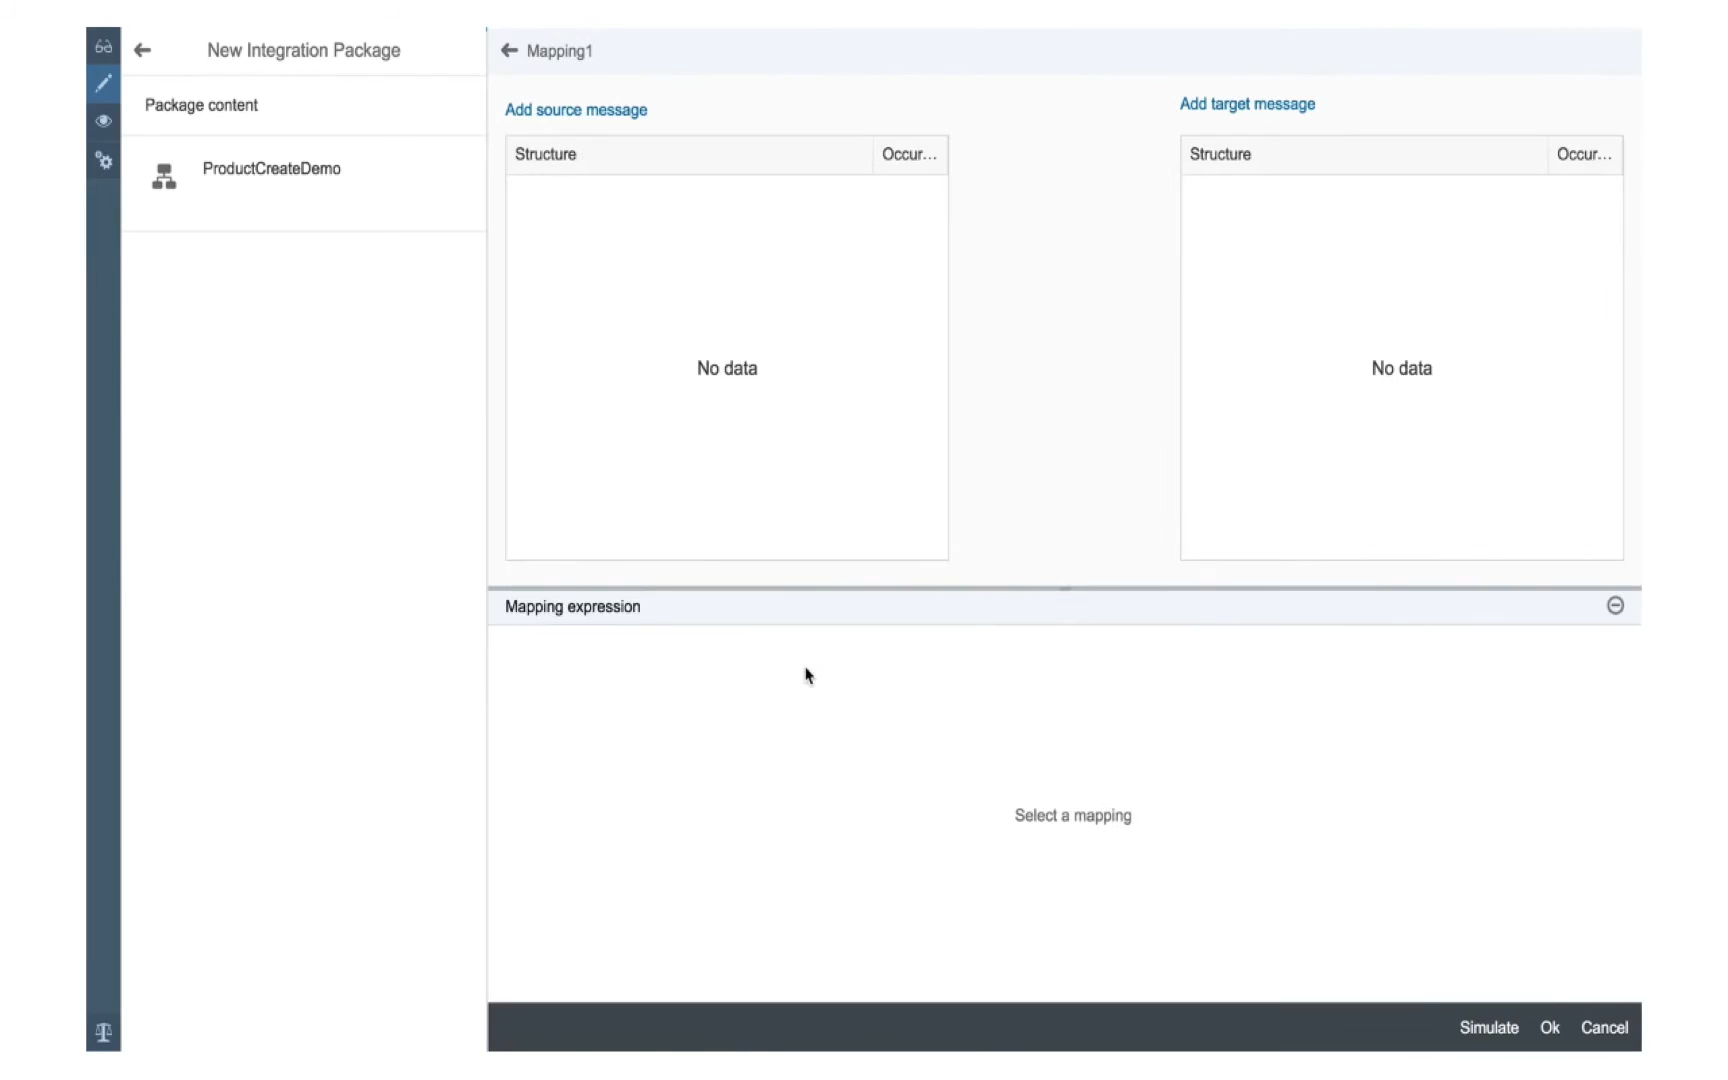 New Integration Package
Package content
ProductCreateDemo
Mapping1
Add source message
Add target message
Structure Occur...
Structure Occur...
No data
No data
Mapping expression
Select a mapping
Simulate Ok Cancel